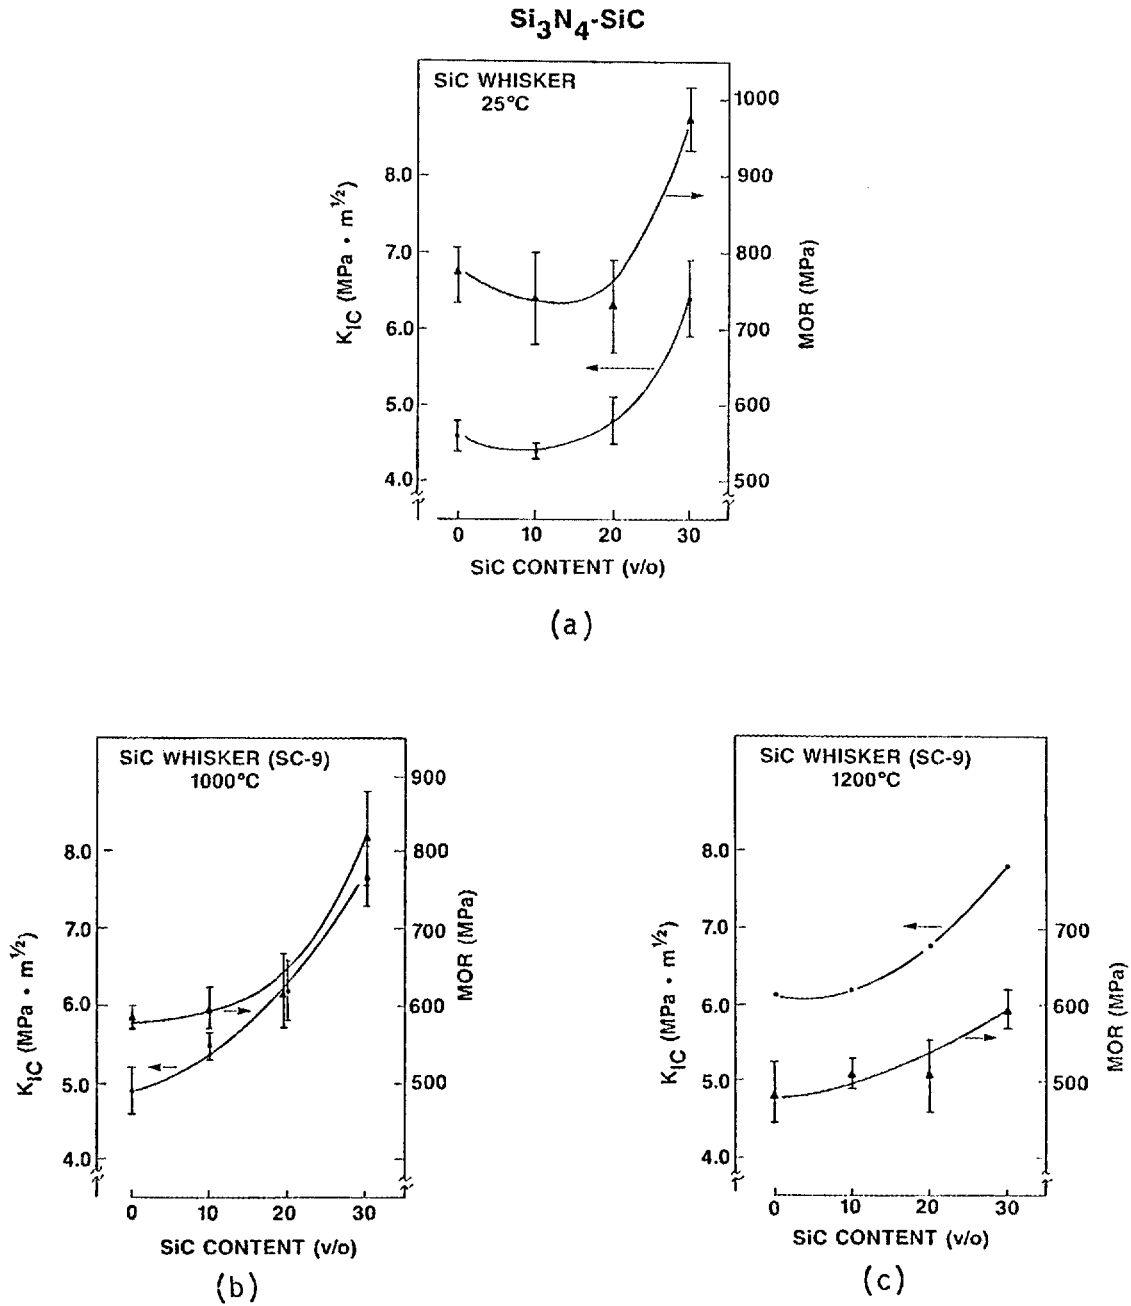 Si3N4-SiC
SiC WHISKER
25°C
1000
900
800
700
600
500
MOR (MPa)
8.0
7.0
6.0
5.0
4.0
KIC (MPa • m½)
0 10 20 30
SiC CONTENT (v/o)
(a)
SiC WHISKER (SC-9)
1000°C
900
800
700
600
500
MOR (MPa)
8.0
7.0
6.0
5.0
4.0
KIC (MPa • m½)
0 10 20 30
SiC CONTENT (v/o)
(b)
SiC WHISKER (SC-9)
1200°C
700
600
500
MOR (MPa)
8.0
7.0
6.0
5.0
4.0
KIC (MPa • m½)
0 10 20 30
SiC CONTENT (v/o)
(c)